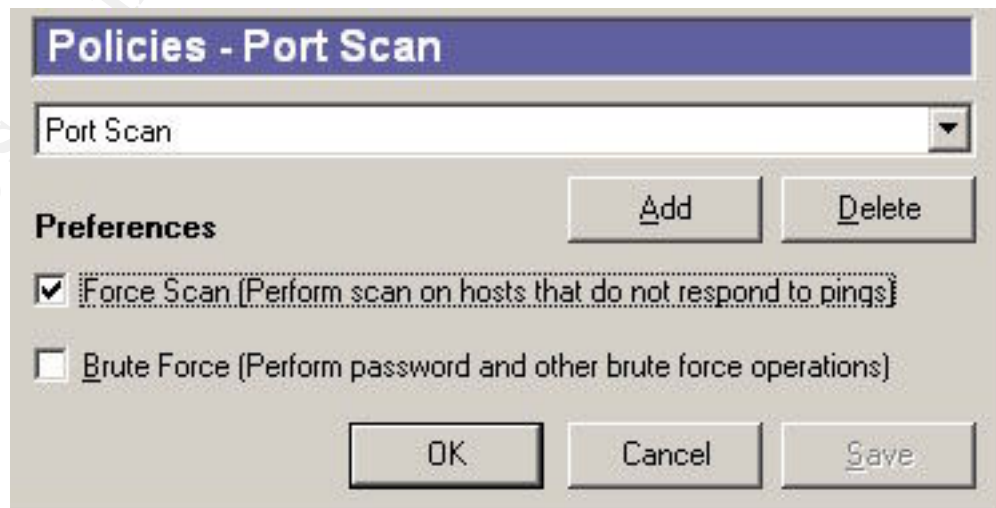 Policies - Port Scan
Port Scan
Add
Delete
Preferences
Force Scan (Perform scan on hosts that do not respond to pings)
Brute Force (Perform password and other brute force operations)
OK
Cancel
Save